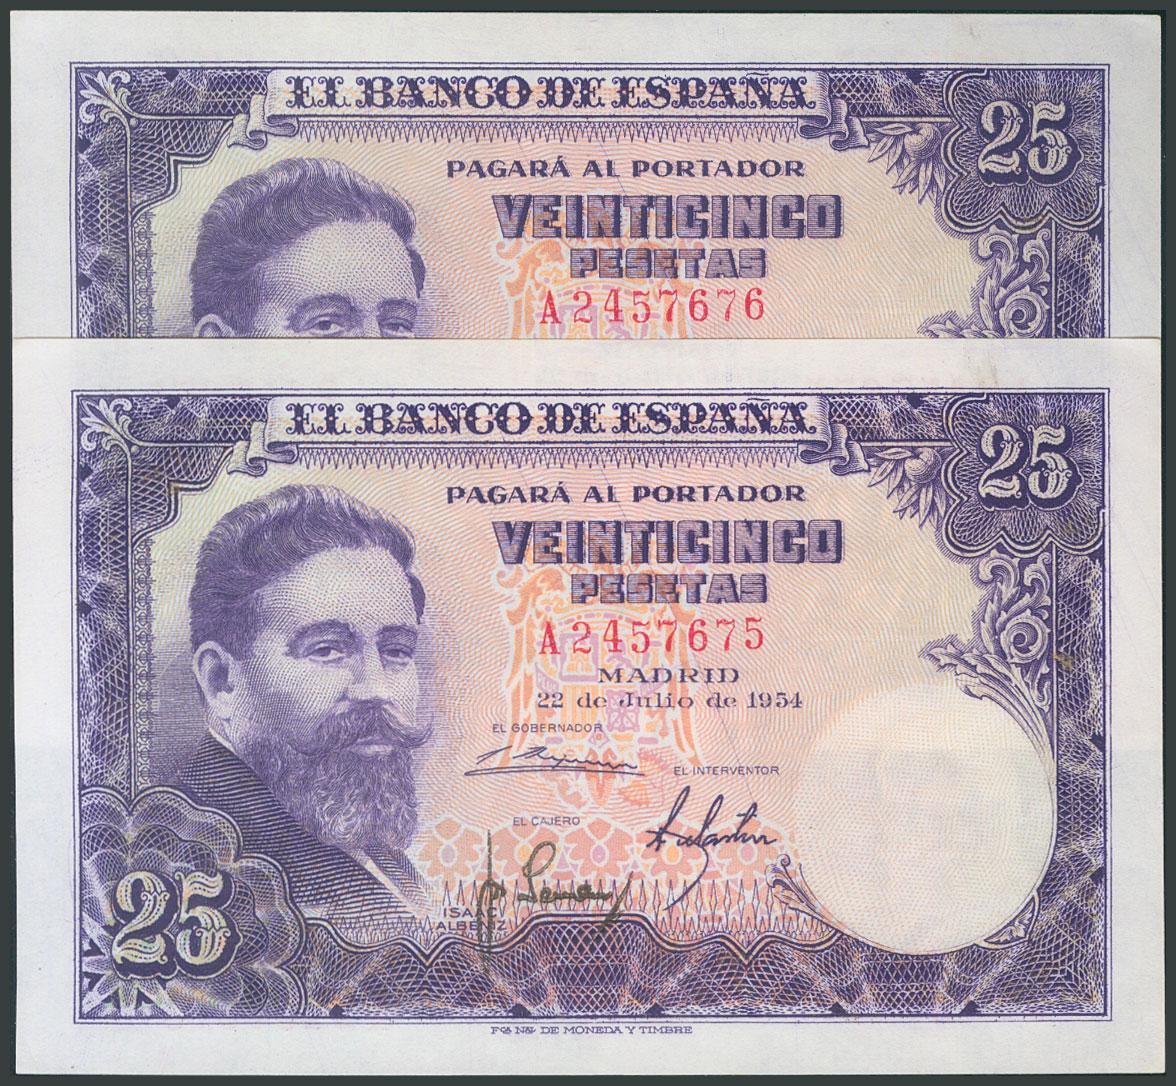 EL BANCO DE ESPAÑA
25
PAGARÁ AL PORTADOR
VEINTICINCO
PESETAS
A2457676
EL BANCO DE ESPAÑA
25
PAGARÁ AL PORTADOR
VEINTICINCO
PESETAS
A2457675
MADRID
22 de Julio de 1954
EL GOBERNADOR
EL INTERVENTOR
EL CAJERO
ISAAC
ALBENIZ
25
FCA. NAL. DE MONEDA Y TIMBRE